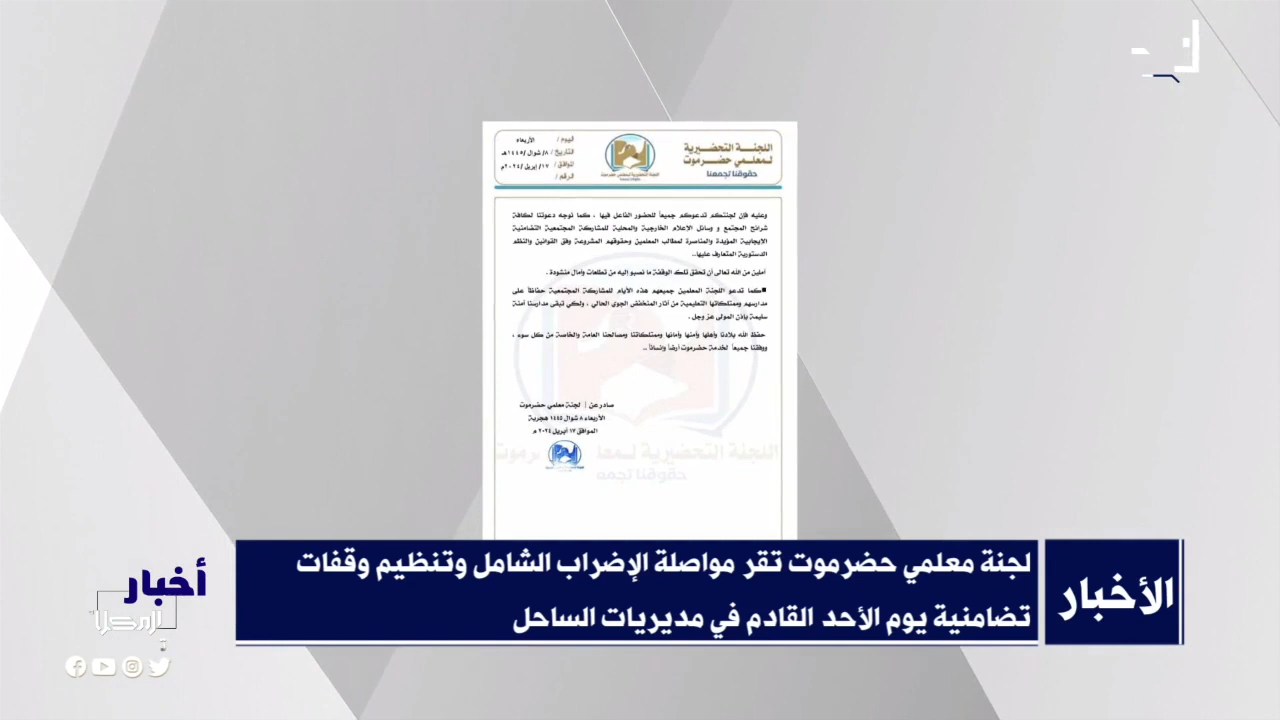 اللجنة التحضيرية
لمعلمي حضرموت
حقوقنا تجمعنا
اليوم / الأربعاء
التاريخ / ٨/ شوال /١٤٤٥هـ
الموافق / ١٧/ إبريل /٢٠٢٤م
الرقم /
وعليه فإن لجنتكم تدعوكم جميعاً للحضور الفاعل فيها ، كما توجه دعوتنا لكافة
شرائح المجتمع و وسائل الإعلام الخارجية والمحلية للمشاركة المجتمعية التضامنية
الايجابية المؤيدة والمناصرة لمطالب المعلمين وحقوقهم المشروعة وفق القوانين والنظم
الدستورية المتعارف عليها..
آملين من الله تعالى أن تحقق تلك الوقفة ما نصبو إليه من تطلعات وآمال منشودة .
■كما تدعو اللجنة المعلمين جميعهم هذه الأيام للمشاركة المجتمعية حفاظاً على
مدارسهم وممتلكاتها التعليمية من آثار المنخفض الجوي الحالي ، ولكي تبقى مدارسنا آمنة
سليمة بإذن المولى عز وجل .
حفظ الله بلادنا وأهلها وأمنها وأمانها وممتلكاتنا ومصالحنا العامة والخاصة من كل سوء ،
ووفقنا جميعاً لخدمة حضرموت أرضاً وإنساناً ..
صادر عن : لجنة معلمي حضرموت
الأربعاء ٨ شوال ١٤٤٥ هجرية
الموافق ١٧ أبريل ٢٠٢٤ م
اللجنة التحضيرية لمعلمي حضرموت
الأخبار
لجنة معلمي حضرموت تقر مواصلة الإضراب الشامل وتنظيم وقفات
تضامنية يوم الأحد القادم في مديريات الساحل
أخبار